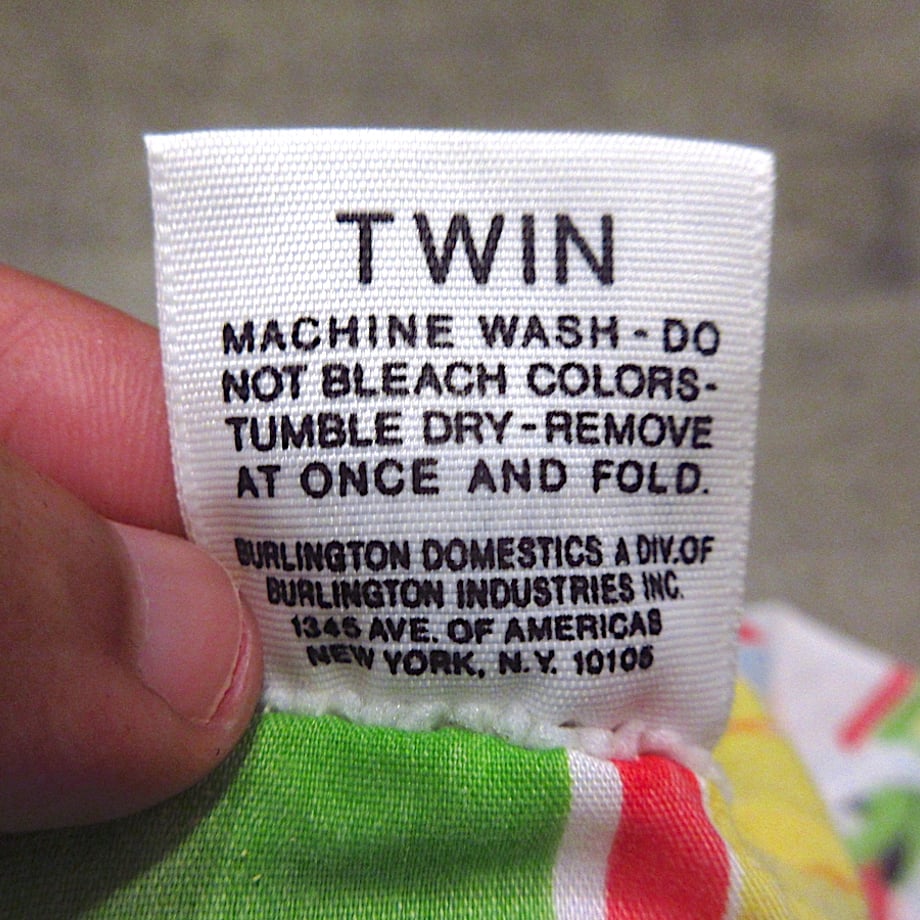 TWIN
MACHINE WASH - DO
NOT BLEACH COLORS-
TUMBLE DRY - REMOVE
AT ONCE AND FOLD.
BURLINGTON DOMESTICS A DIV.OF
BURLINGTON INDUSTRIES INC.
1345 AVE. OF AMERICAS
NEW YORK, N.Y. 10105